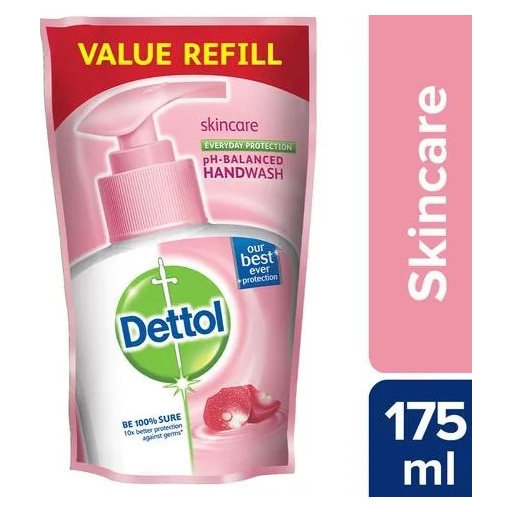 VALUE REFILL
skincare
EVERYDAY PROTECTION
pH-BALANCED
HANDWASH
our
best
ever
protection
Dettol
BE 100% SURE
10x better protection
against germs*
Skincare
175
ml